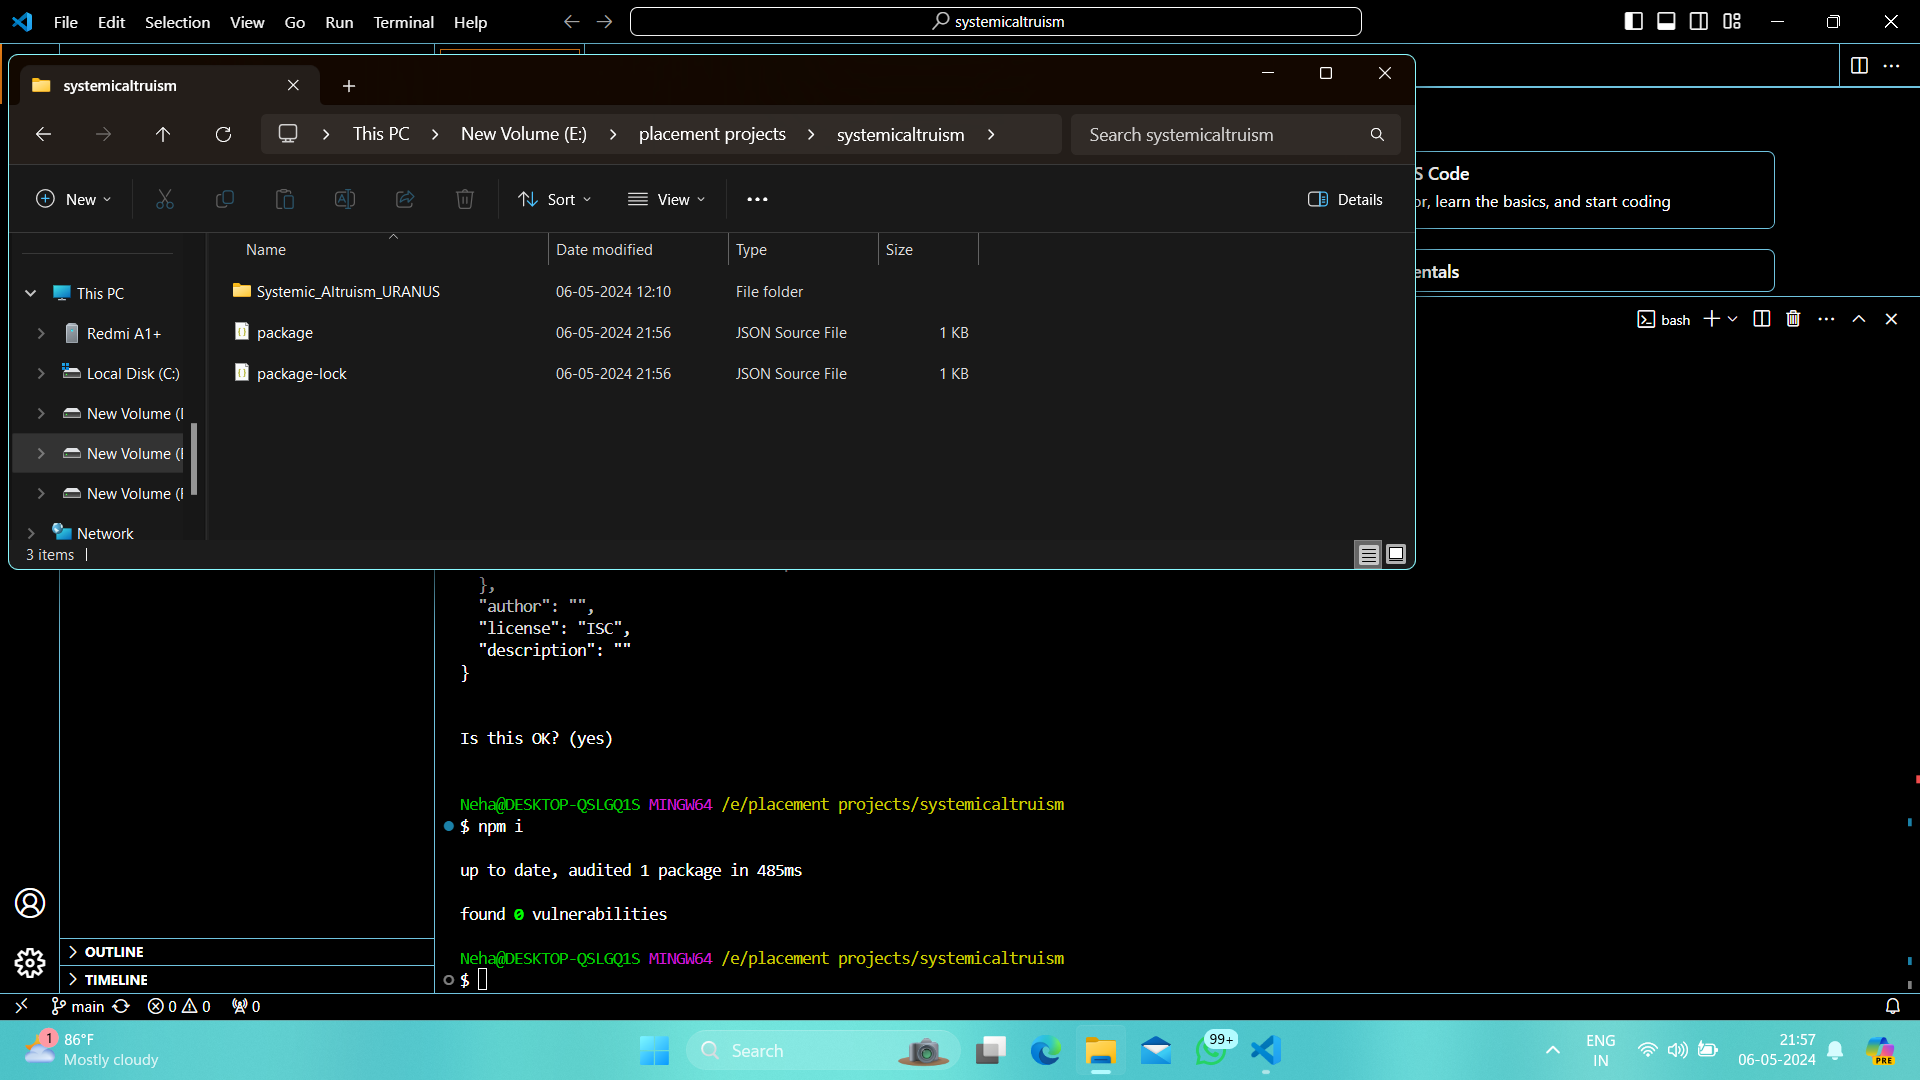 File Edit Selection View Go Run Terminal Help
systemicaltruism
systemicaltruism
This PC New Volume (E:) placement projects systemicaltruism
Search systemicaltruism
New Sort View Details
Name Date modified Type Size
Systemic_Altruism_URANUS 06-05-2024 12:10 File folder
package 06-05-2024 21:56 JSON Source File 1 KB
package-lock 06-05-2024 21:56 JSON Source File 1 KB
This PC
Redmi A1+
Local Disk (C:)
New Volume (
New Volume (
New Volume (
Network
3 items
S Code
or, learn the basics, and start coding
entals
bash
},
"author": "",
"license": "ISC",
"description": ""
}
Is this OK? (yes)
Neha@DESKTOP-QSLGQ1S MINGW64 /e/placement projects/systemicaltruism
$ npm i
up to date, audited 1 package in 485ms
found 0 vulnerabilities
Neha@DESKTOP-QSLGQ1S MINGW64 /e/placement projects/systemicaltruism
$
OUTLINE
TIMELINE
main 0 0 0
1 86°F
Mostly cloudy
Search
99+
ENG
IN
21:57
06-05-2024
PRE